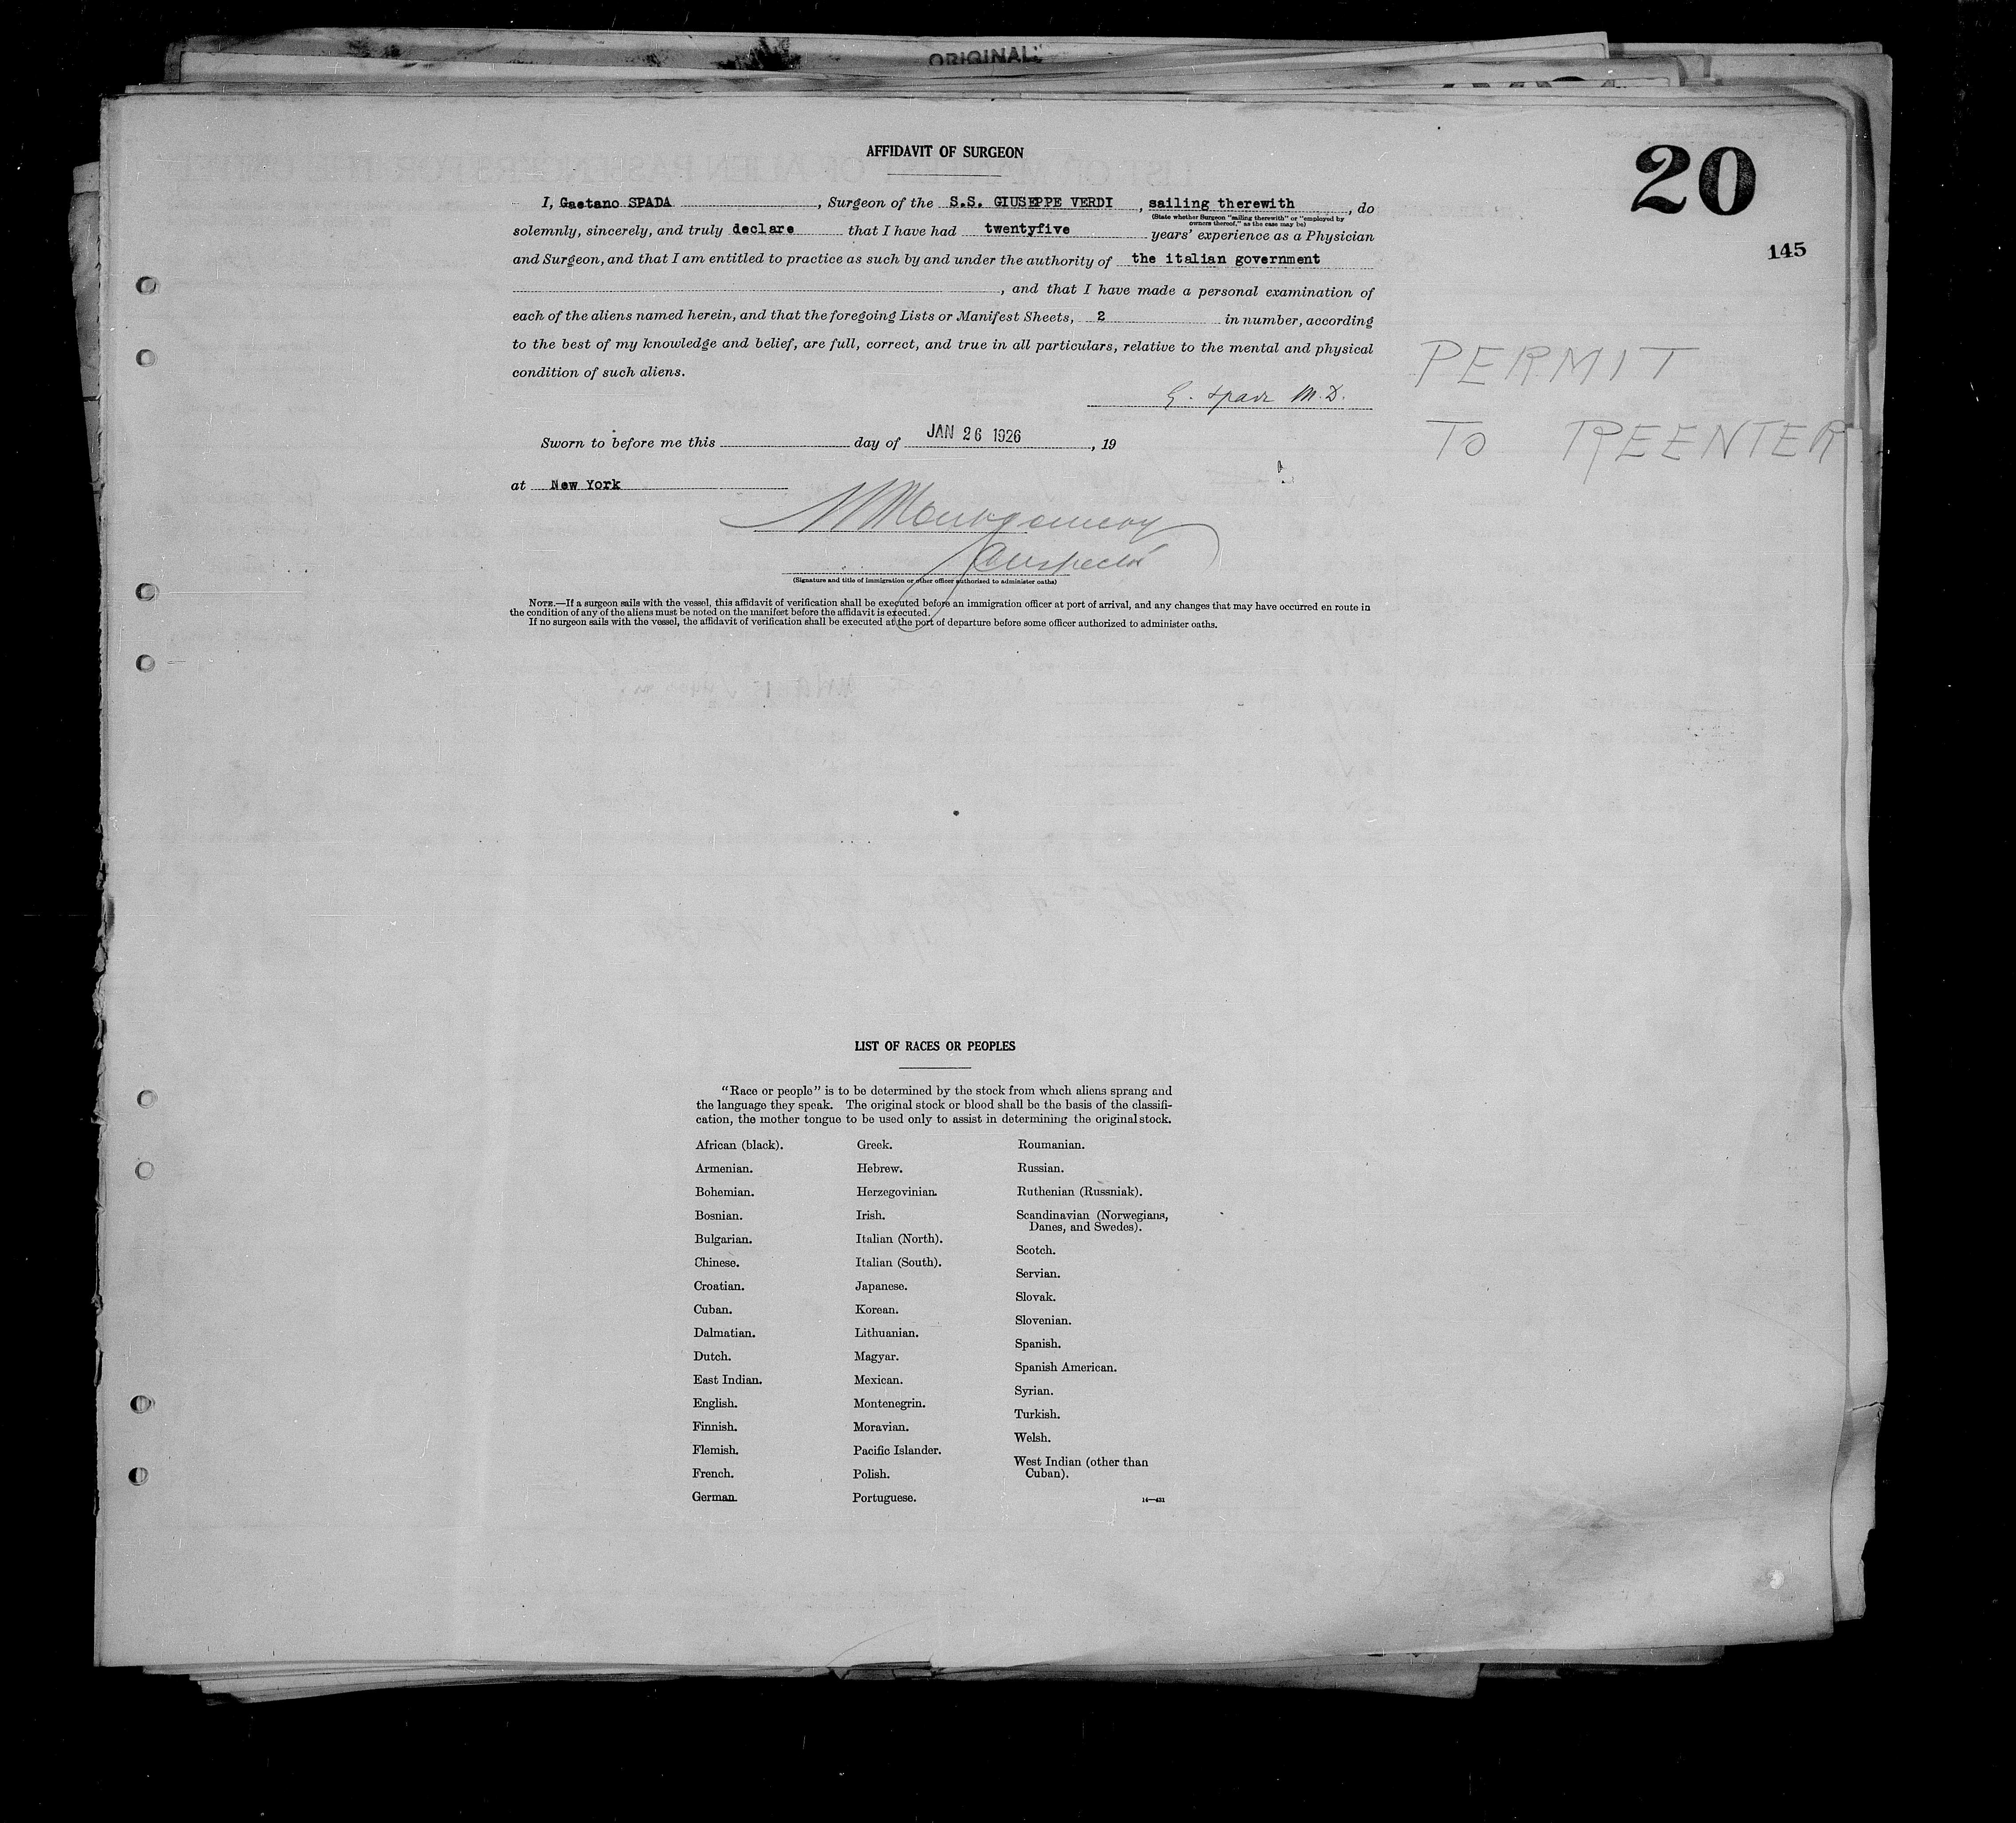 ORIGINAL
20
145
AFFIDAVIT OF SURGEON
I, Gaetano SPADA, Surgeon of the S.S. GIUSEPPE VERDI, sailing therewith, do
(State whether Surgeon "sailing therewith" or "employed by
owners thereof," as the case may be)
solemnly, sincerely, and truly declare that I have had twentyfive years' experience as a Physician
and Surgeon, and that I am entitled to practice as such by and under the authority of the italian government
, and that I have made a personal examination of
each of the aliens named herein, and that the foregoing Lists or Manifest Sheets, 2 in number, according
to the best of my knowledge and belief, are full, correct, and true in all particulars, relative to the mental and physical
condition of such aliens.
PERMIT
TO REENTER
G. Spada M.D.
Sworn to before me this day of JAN 26 1926, 19
at New York
Montgomery
Inspector
(Signature and title of immigration or other officer authorized to administer oaths)
NOTE.—If a surgeon sails with the vessel, this affidavit of verification shall be executed before an immigration officer at port of arrival, and any changes that may have occurred en route in
the condition of any of the aliens must be noted on the manifest before the affidavit is executed.
If no surgeon sails with the vessel, the affidavit of verification shall be executed at the port of departure before some officer authorized to administer oaths.
LIST OF RACES OR PEOPLES
"Race or people" is to be determined by the stock from which aliens sprang and
the language they speak. The original stock or blood shall be the basis of the classifi-
cation, the mother tongue to be used only to assist in determining the original stock.
African (black).
Armenian.
Bohemian.
Bosnian.
Bulgarian.
Chinese.
Croatian.
Cuban.
Dalmatian.
Dutch.
East Indian.
English.
Finnish.
Flemish.
French.
German.
Greek.
Hebrew.
Herzegovinian.
Irish.
Italian (North).
Italian (South).
Japanese.
Korean.
Lithuanian.
Magyar.
Mexican.
Montenegrin.
Moravian.
Pacific Islander.
Polish.
Portuguese.
Roumanian.
Russian.
Ruthenian (Russniak).
Scandinavian (Norwegians,
Danes, and Swedes).
Scotch.
Servian.
Slovak.
Slovenian.
Spanish.
Spanish American.
Syrian.
Turkish.
Welsh.
West Indian (other than
Cuban).
14—431